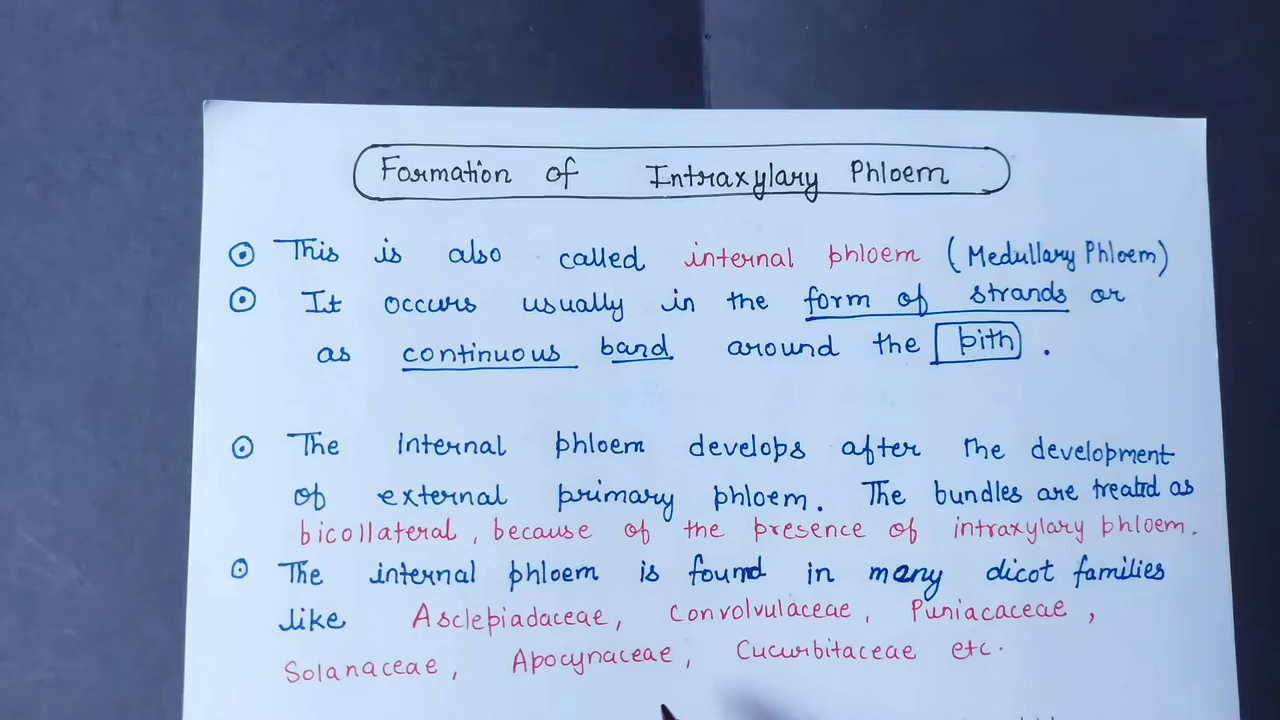 Formation of Intraxylary Phloem
This is also called internal phloem (Medullary Phloem)
It occurs usually in the form of strands or
as continuous band around the pith.
The internal phloem develops after the development
of external primary phloem. The bundles are treated as
bicollateral, because of the presence of intraxylary phloem.
The internal phloem is found in many dicot families
like Asclepiadaceae, Convolvulaceae, Puniacaceae,
Solanaceae, Apocynaceae, Cucurbitaceae etc.